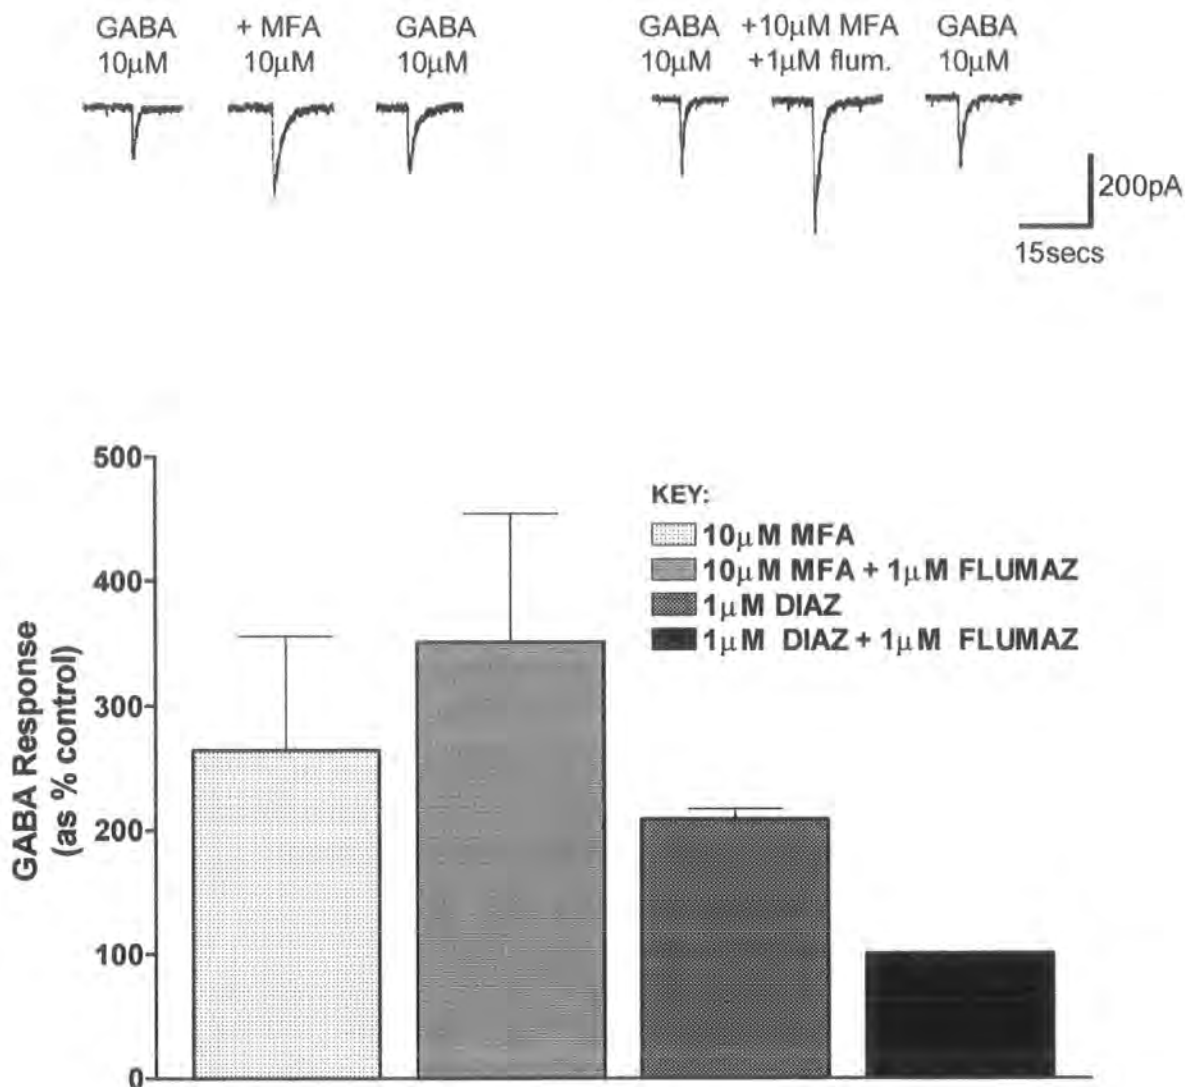 GABA + MFA GABA GABA +10µM MFA GABA
10µM 10µM 10µM 10µM +1µM flum. 10µM
200pA
15secs
500
400
300
200
100
0
GABA Response
(as % control)
KEY:
10µM MFA
10µM MFA + 1µM FLUMAZ
1µM DIAZ
1µM DIAZ + 1µM FLUMAZ